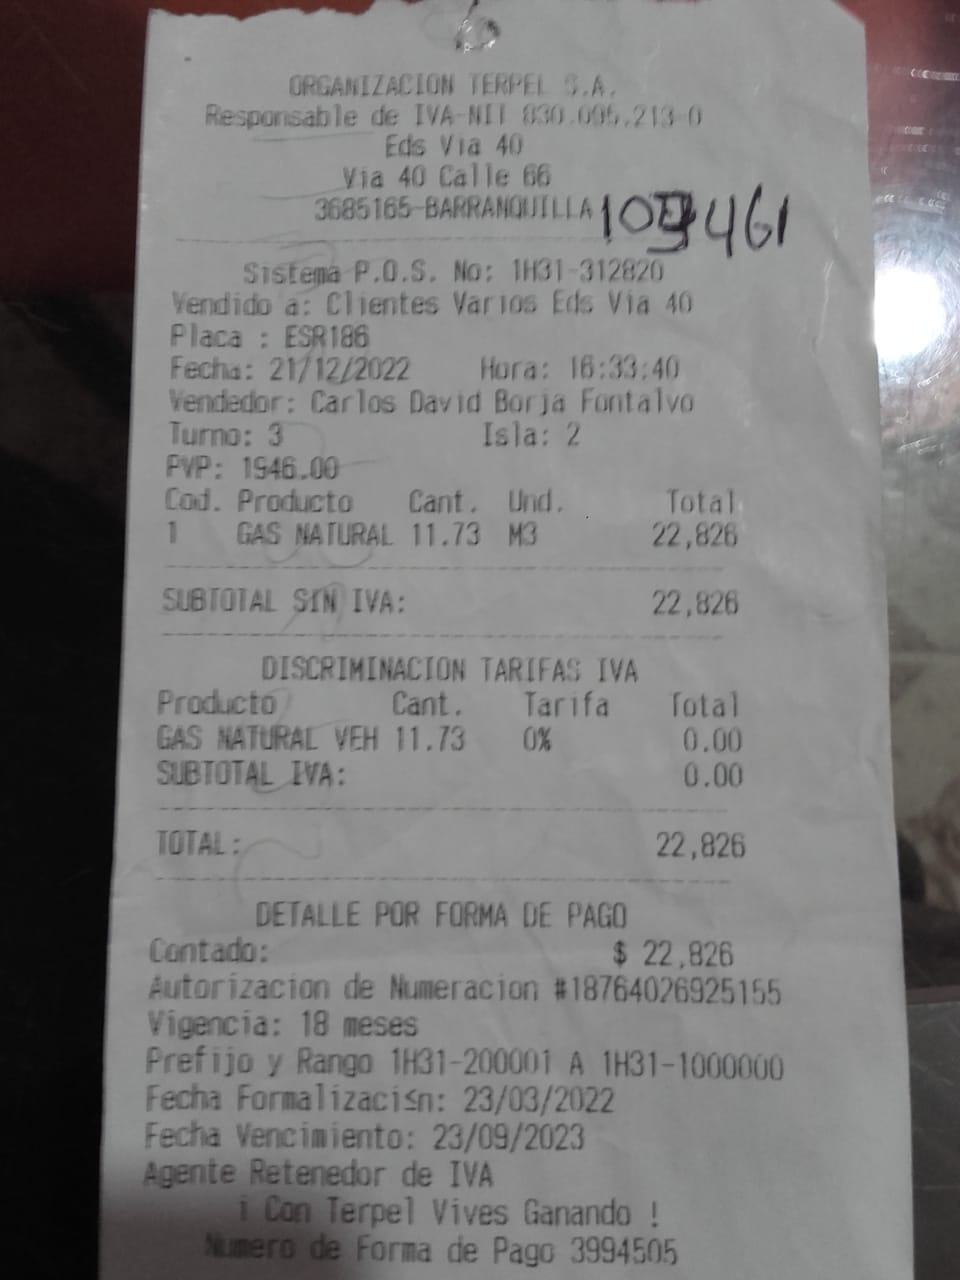 ORGANIZACION TERPEL S.A.
Responsable de IVA-NIT 830.095.213-0
Eds Via 40
Via 40 Calle 66
3685165-BARRANQUILLA
Sistema P.O.S. No: 1H31-312820
Vendido a: Clientes Varios Eds Via 40
Placa : ESR186
Fecha: 21/12/2022 Hora: 16:33:40
Vendedor: Carlos David Borja Fontalvo
Turno: 3 Isla: 2
PVP: 1946.00
Cod. Producto Cant. Und. Total
1 GAS NATURAL 11.73 M3 22,826
SUBTOTAL SIN IVA: 22,826
DISCRIMINACION TARIFAS IVA
Producto Cant. Tarifa Total
GAS NATURAL VEH 11.73 0% 0.00
SUBTOTAL IVA: 0.00
TOTAL: 22,826
DETALLE POR FORMA DE PAGO
Contado: $ 22,826
Autorizacion de Numeracion #18764026925155
Vigencia: 18 meses
Prefijo y Rango 1H31-200001 A 1H31-1000000
Fecha Formalizaci≤n: 23/03/2022
Fecha Vencimiento: 23/09/2023
Agente Retenedor de IVA
¡ Con Terpel Vives Ganando !
Numero de Forma de Pago 3994505